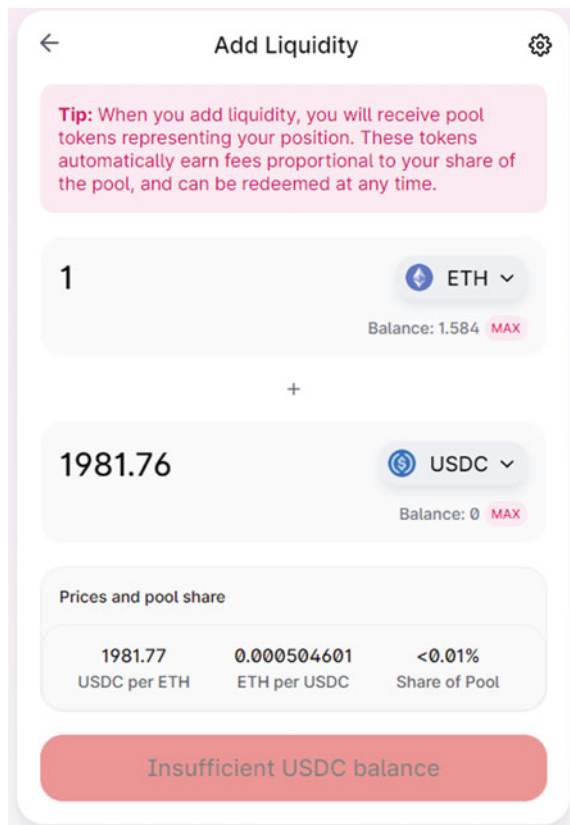 Add Liquidity
Tip: When you add liquidity, you will receive pool
tokens representing your position. These tokens
automatically earn fees proportional to your share of
the pool, and can be redeemed at any time.
1
ETH
Balance: 1.584 MAX
+
1981.76
USDC
Balance: 0 MAX
Prices and pool share
1981.77 0.000504601 <0.01%
USDC per ETH ETH per USDC Share of Pool
Insufficient USDC balance